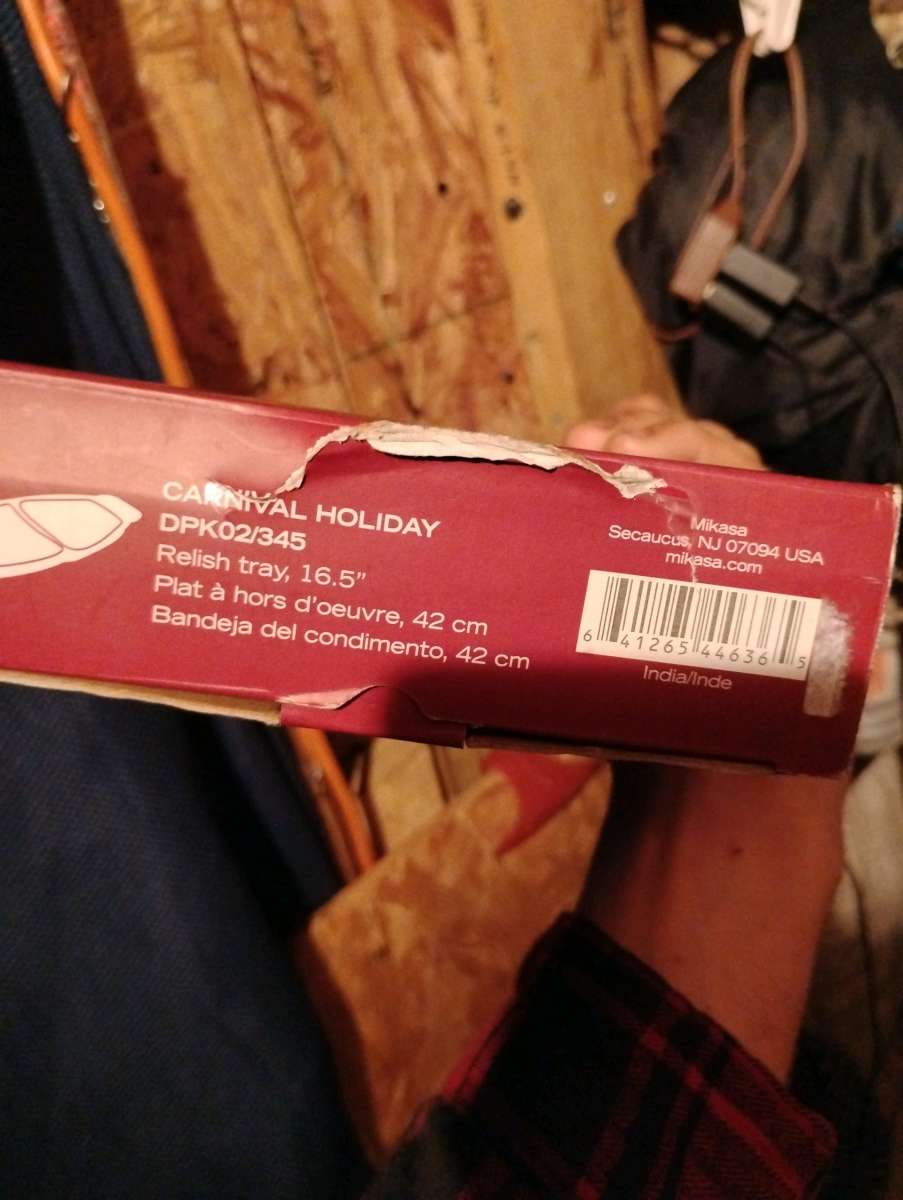 CARNIVAL HOLIDAY
DPK02/345
Relish tray, 16.5”
Plat à hors d’oeuvre, 42 cm
Bandeja del condimento, 42 cm
Mikasa
Secaucus, NJ 07094 USA
mikasa.com
6 41265 44636 5
India/Inde